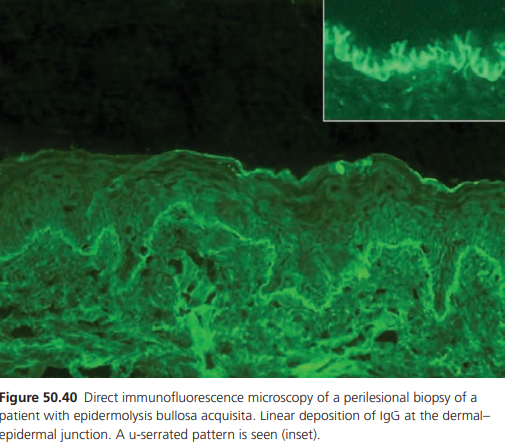 Figure 50.40 Direct immunofluorescence microscopy of a perilesional biopsy of a
patient with epidermolysis bullosa acquisita. Linear deposition of IgG at the dermal–
epidermal junction. A u-serrated pattern is seen (inset).